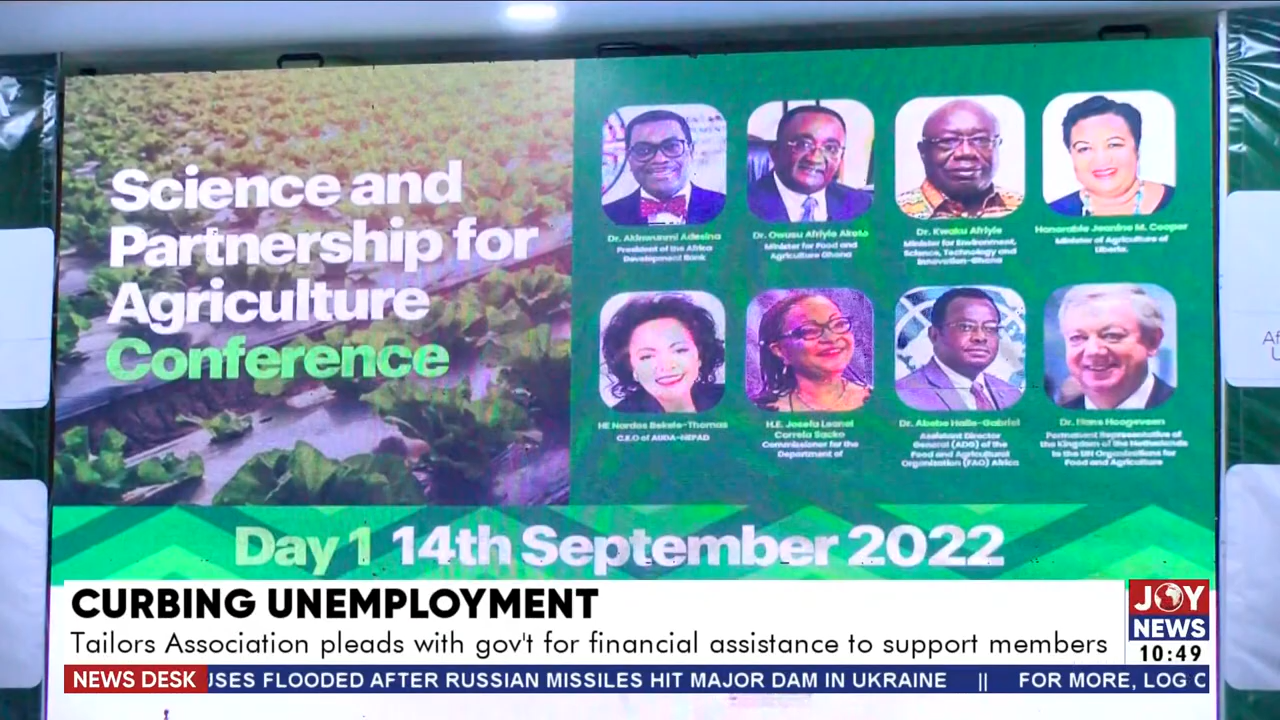 Science and
Partnership for
Agriculture
Conference
Dr. Akinwunmi Adesina
President of the Africa
Development Bank
Dr. Owusu Afriyie Akoto
Minister for Food and
Agriculture Ghana
Dr. Kwaku Afriyie
Minister for Environment,
Science, Technology and
Innovation-Ghana
Honorable Jeanine M. Cooper
Minister of Agriculture of
Liberia.
HE Nardos Bekele-Thomas
C.E.O of AUDA-NEPAD
H.E. Josefa Leonel
Correia Sacko
Commissioner for the
Department of
Dr. Abebe Haile-Gabriel
Assistant Director
General (ADG) of the
Food and Agricultural
Organization (FAO) Africa
Dr. Hans Hoogeveen
Permanent Representative of
the Kingdom of the Netherlands
to the UN Organizations for
Food and Agriculture
Day 1 14th September 2022
CURBING UNEMPLOYMENT
Tailors Association pleads with gov't for financial assistance to support members
JOY
NEWS
10:49
NEWS DESK
USES FLOODED AFTER RUSSIAN MISSILES HIT MAJOR DAM IN UKRAINE || FOR MORE, LOG